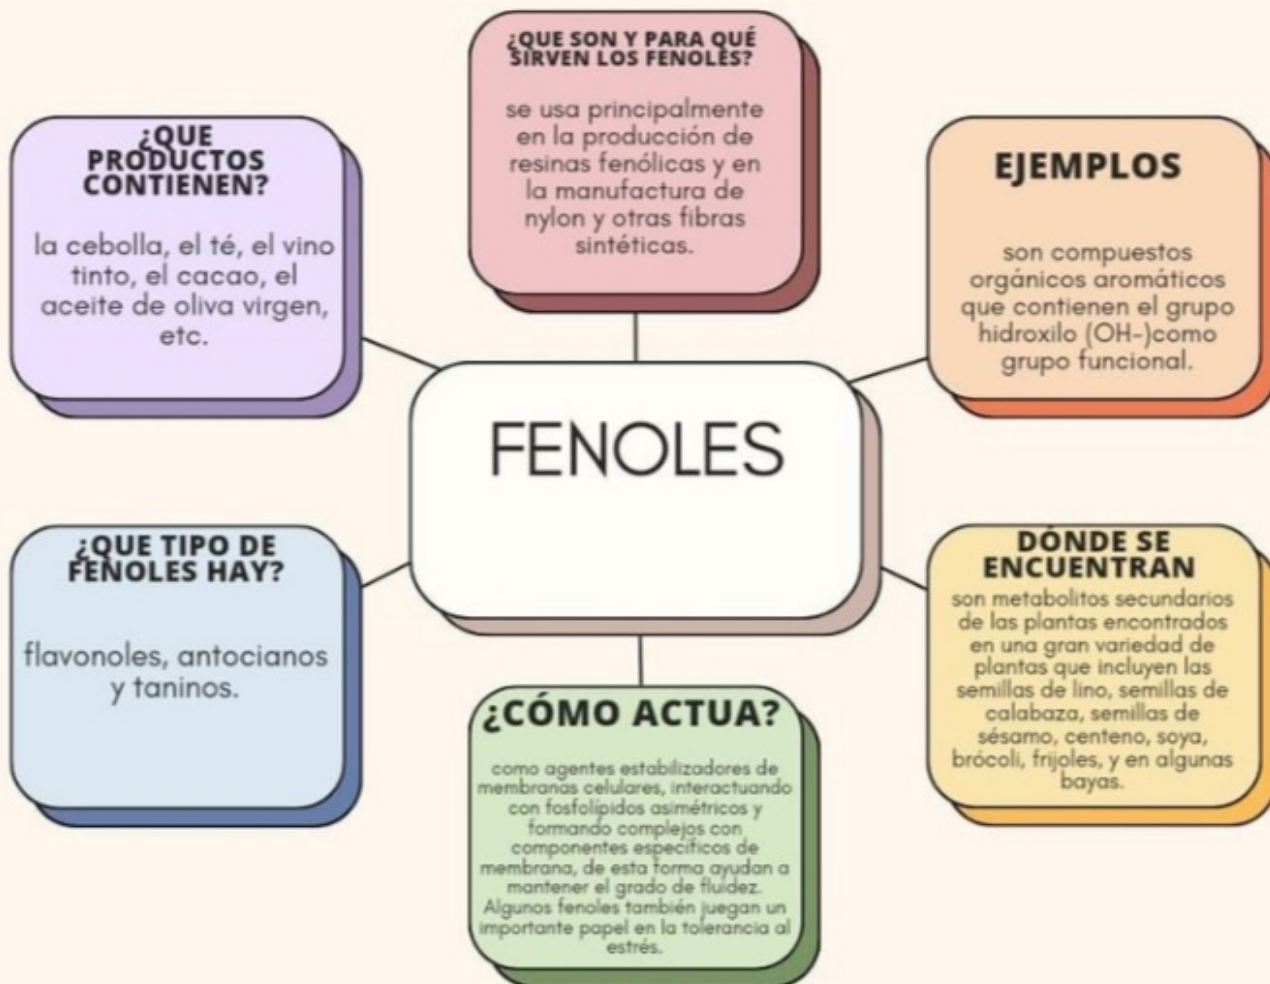 ¿QUE SON Y PARA QUÉ
SIRVEN LOS FENOLES?
se usa principalmente
en la producción de
resinas fenólicas y en
la manufactura de
nylon y otras fibras
sintéticas.
¿QUE
PRODUCTOS
CONTIENEN?
la cebolla, el té, el vino
tinto, el cacao, el
aceite de oliva virgen,
etc.
EJEMPLOS
son compuestos
orgánicos aromáticos
que contienen el grupo
hidroxilo (OH-)como
grupo funcional.
FENOLES
¿QUE TIPO DE
FENOLES HAY?
flavonoles, antocianos
y taninos.
DÓNDE SE
ENCUENTRAN
son metabolitos secundarios
de las plantas encontrados
en una gran variedad de
plantas que incluyen las
semillas de lino, semillas de
calabaza, semillas de
sésamo, centeno, soya,
brócoli, frijoles, y en algunas
bayas.
¿CÓMO ACTUA?
como agentes estabilizadores de
membranas celulares, interactuando
con fosfolípidos asimétricos y
formando complejos con
componentes específicos de
membrana, de esta forma ayudan a
mantener el grado de fluidez.
Algunos fenoles también juegan un
importante papel en la tolerancia al
estrés.